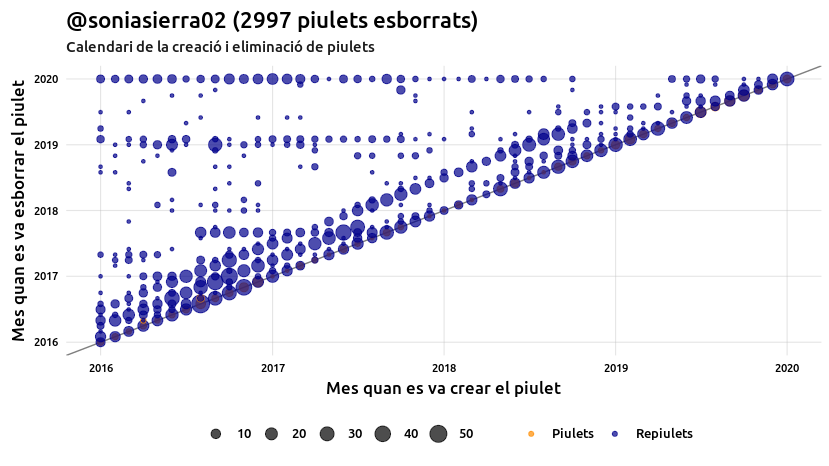 @soniasierra02 (2997 piulets esborrats)
Calendari de la creació i eliminació de piulets
Mes quan es va esborrar el piulet
2020
2019
2018
2017
2016
2016 2017 2018 2019 2020
Mes quan es va crear el piulet
10 20 30 40 50 Piulets Repiulets